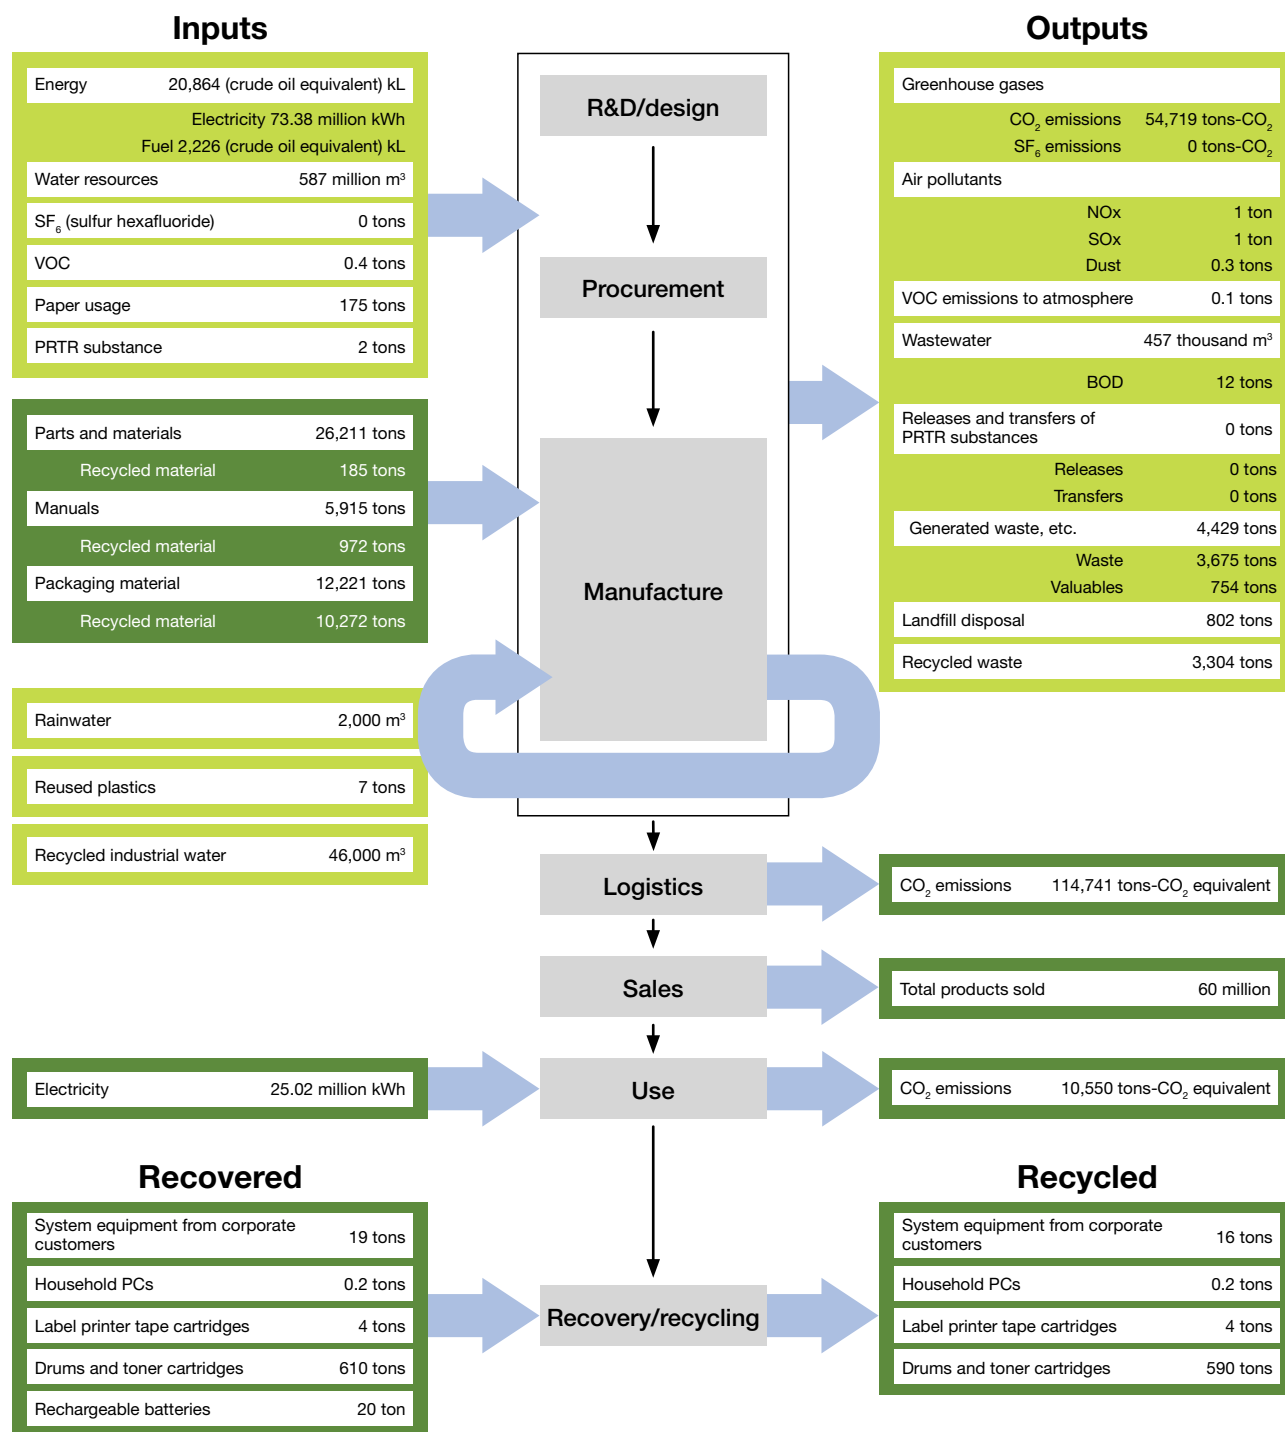 Inputs
Energy 20,864 (crude oil equivalent) kL
Electricity 73.38 million kWh
Fuel 2,226 (crude oil equivalent) kL
Water resources 587 million m³
SF₆ (sulfur hexafluoride) 0 tons
VOC 0.4 tons
Paper usage 175 tons
PRTR substance 2 tons
Parts and materials 26,211 tons
Recycled material 185 tons
Manuals 5,915 tons
Recycled material 972 tons
Packaging material 12,221 tons
Recycled material 10,272 tons
Rainwater 2,000 m³
Reused plastics 7 tons
Recycled industrial water 46,000 m³
R&D/design
Procurement
Manufacture
Outputs
Greenhouse gases
CO₂ emissions 54,719 tons-CO₂
SF₆ emissions 0 tons-CO₂
Air pollutants
NOx 1 ton
SOx 1 ton
Dust 0.3 tons
VOC emissions to atmosphere 0.1 tons
Wastewater 457 thousand m³
BOD 12 tons
Releases and transfers of
PRTR substances 0 tons
Releases 0 tons
Transfers 0 tons
Generated waste, etc. 4,429 tons
Waste 3,675 tons
Valuables 754 tons
Landfill disposal 802 tons
Recycled waste 3,304 tons
Logistics
CO₂ emissions 114,741 tons-CO₂ equivalent
Sales
Total products sold 60 million
Electricity 25.02 million kWh
Use
CO₂ emissions 10,550 tons-CO₂ equivalent
Recovered
System equipment from corporate
customers 19 tons
Household PCs 0.2 tons
Label printer tape cartridges 4 tons
Drums and toner cartridges 610 tons
Rechargeable batteries 20 ton
Recovery/recycling
Recycled
System equipment from corporate
customers 16 tons
Household PCs 0.2 tons
Label printer tape cartridges 4 tons
Drums and toner cartridges 590 tons